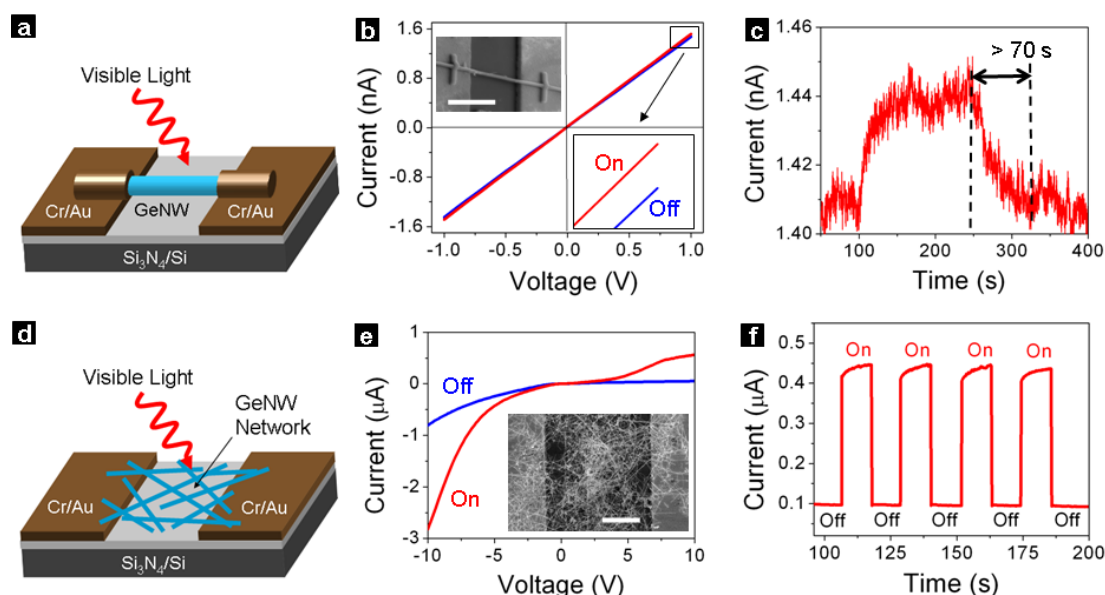 a
Visible Light
Cr/Au
GeNW
Cr/Au
Si₃N₄/Si
b
Current (nA)
1.6
0.8
0.0
-0.8
-1.6
On
Off
-1.0 -0.5 0.0 0.5 1.0
Voltage (V)
c
Current (nA)
1.46
1.44
1.42
1.40
> 70 s
100 200 300 400
Time (s)
d
Visible Light
GeNW
Network
Cr/Au
Cr/Au
Si₃N₄/Si
e
Current (μA)
1
0
-1
-2
-3
Off
On
-10 -5 0 5 10
Voltage (V)
f
Current (μA)
0.5
0.4
0.3
0.2
0.1
On On On On
Off Off Off Off Off
100 125 150 175 200
Time (s)